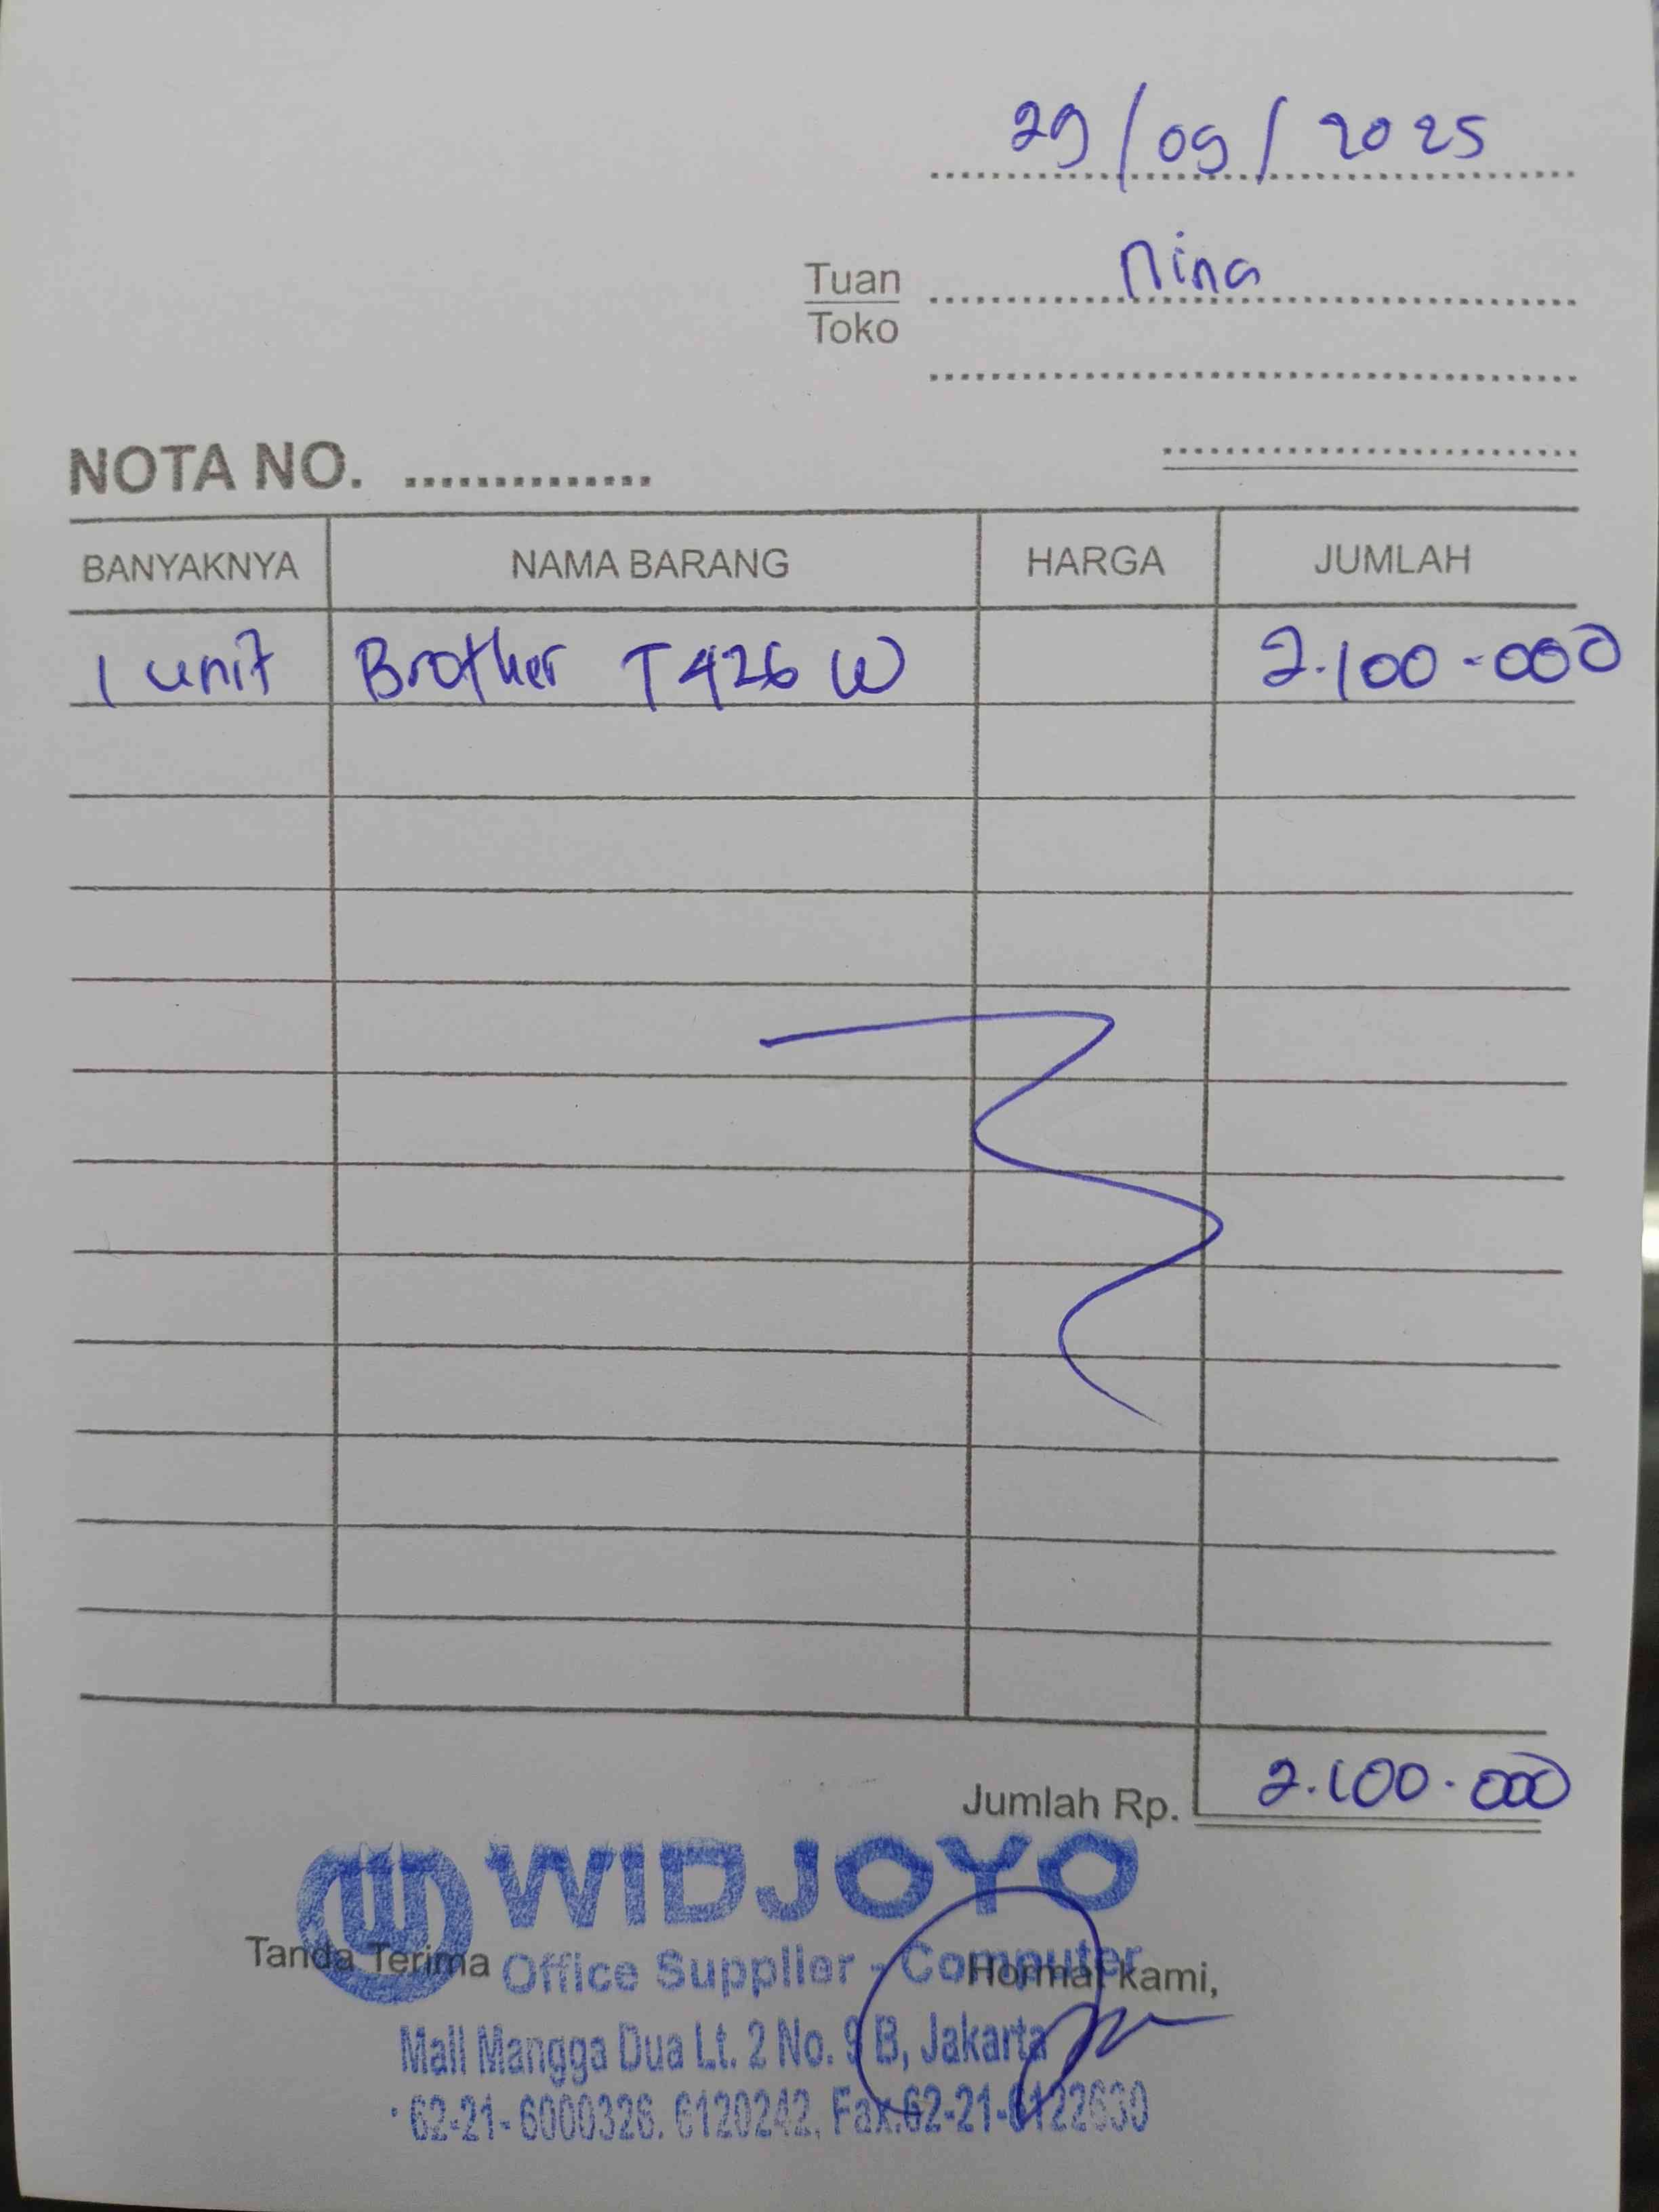 29/09/2025
Tuan Nina
Toko
NOTA NO. ..............
BANYAKNYA NAMA BARANG HARGA JUMLAH
1 unit Brother T426 W 2.100.000
Jumlah Rp. 2.100.000
WIDJOYO
Tanda Terima Office Supplier - Computer Hormat kami,
Mall Mangga Dua Lt. 2 No. 9 B, Jakarta
62-21-6000326. 6120242. Fax.62-21-6122630